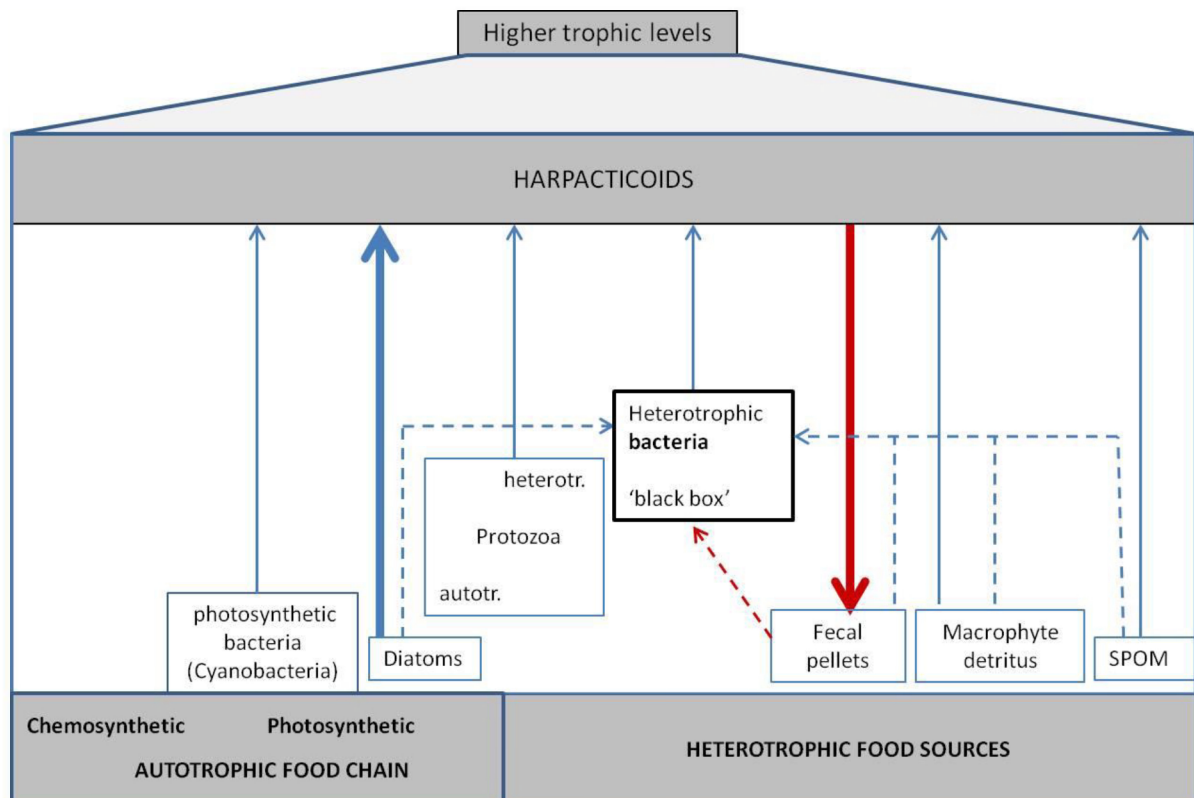 Higher trophic levels
HARPACTICOIDS
Heterotrophic
bacteria
‘black box’
heterotr.
Protozoa
autotr.
photosynthetic
bacteria
(Cyanobacteria)
Diatoms
Fecal
pellets
Macrophyte
detritus
SPOM
Chemosynthetic Photosynthetic
AUTOTROPHIC FOOD CHAIN
HETEROTROPHIC FOOD SOURCES